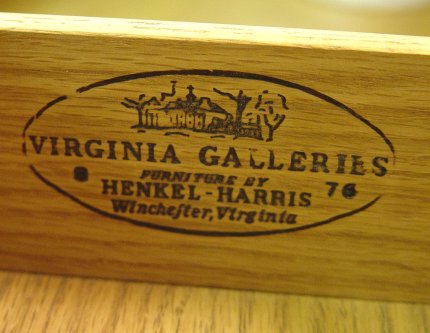 VIRGINIA GALLERIES
8 FURNITURE BY 76
HENKEL-HARRIS
Winchester, Virginia